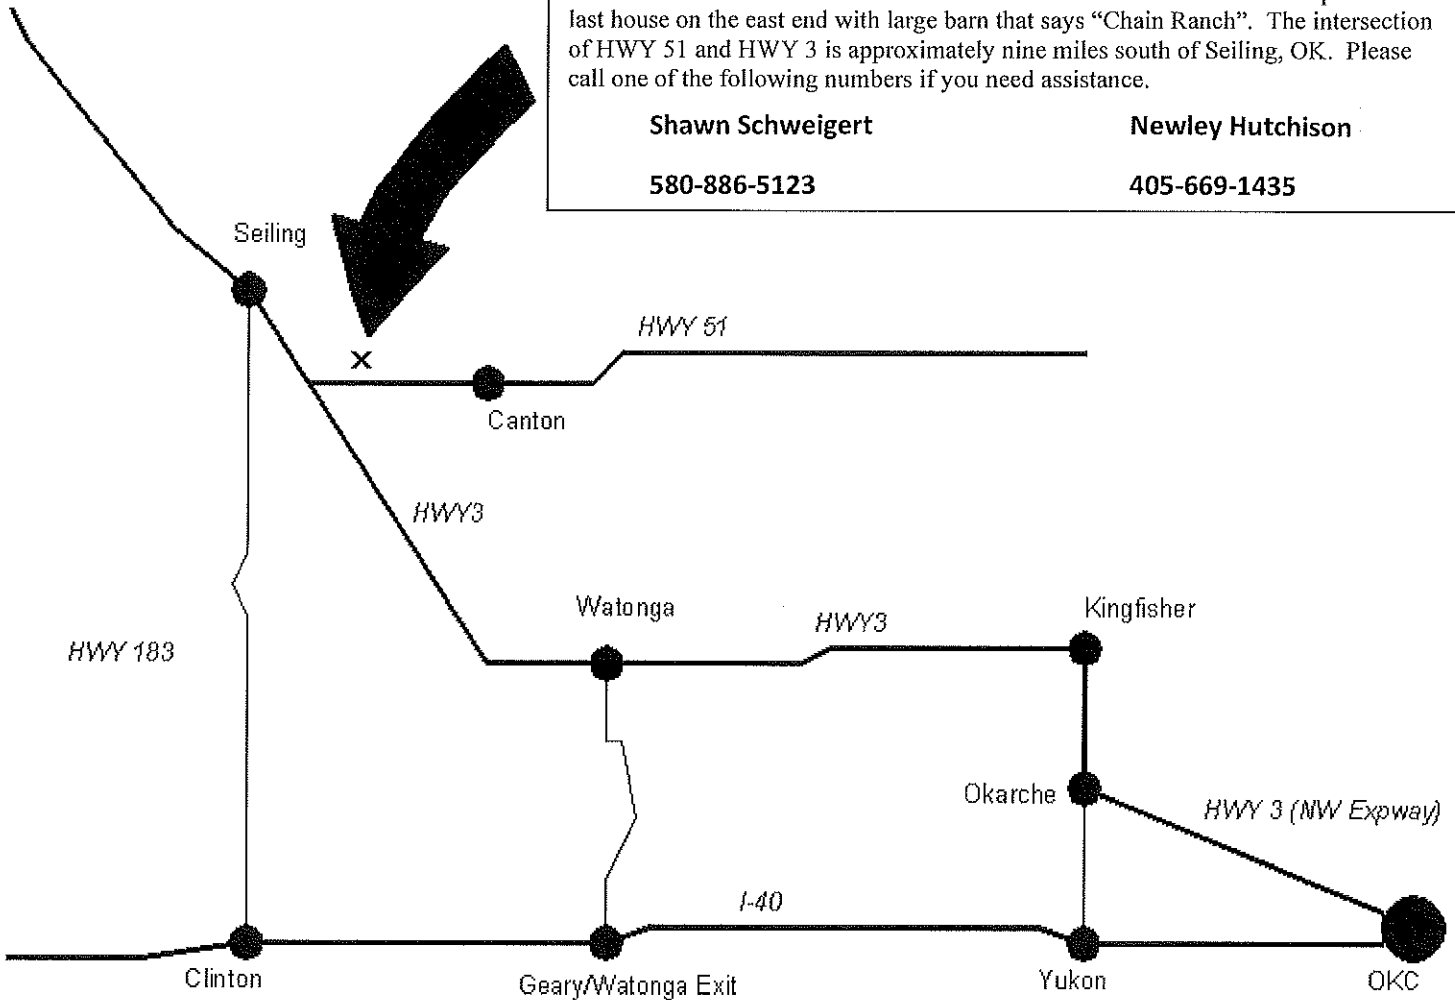 last house on the east end with large barn that says “Chain Ranch”. The intersection
of HWY 51 and HWY 3 is approximately nine miles south of Seiling, OK. Please
call one of the following numbers if you need assistance.
Shawn Schweigert
Newley Hutchison
580-886-5123
405-669-1435
Seiling
HWY 51
Canton
HWY3
Watonga
HWY3
Kingfisher
HWY 183
Okarche
HWY 3 (NW Expway)
I-40
Clinton
Geary/Watonga Exit
Yukon
OKC